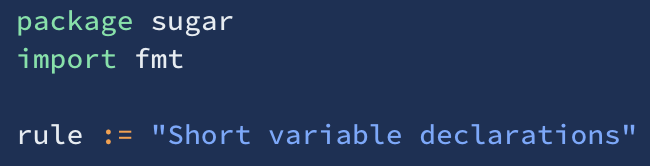 package sugar
import fmt
rule := "Short variable declarations"